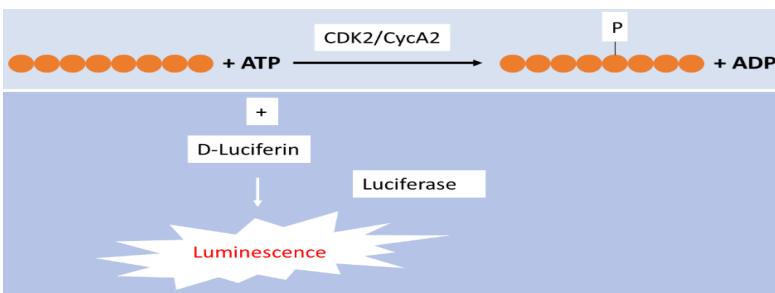 CDK2/CycA2
P
+ ATP
+ ADP
+
D-Luciferin
Luciferase
Luminescence